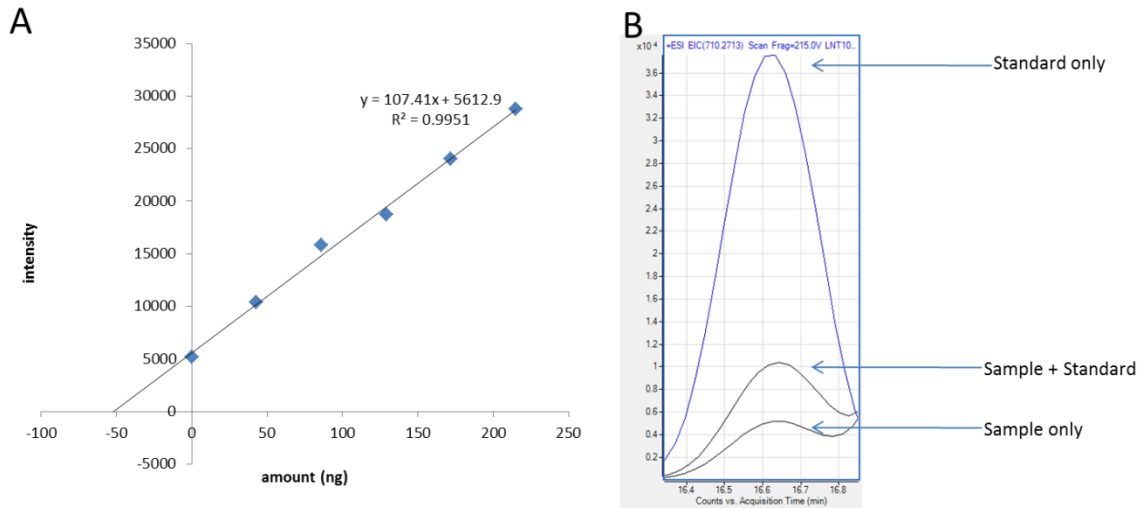 A
35000
30000
25000
20000
15000
10000
5000
0
-5000
-100
-50
0
50
100
150
200
250
y = 107.41x + 5612.9
R² = 0.9951
intensity
amount (ng)
B
x10 4
+ESI EIC(710.2713) Scan Frag=215.0V LNT10..
3.6
3.4
3.2
3
2.8
2.6
2.4
2.2
2
1.8
1.6
1.4
1.2
1
0.8
0.6
0.4
0.2
16.4 16.5 16.6 16.7 16.8
Counts vs. Acquisition Time (min)
Standard only
Sample + Standard
Sample only